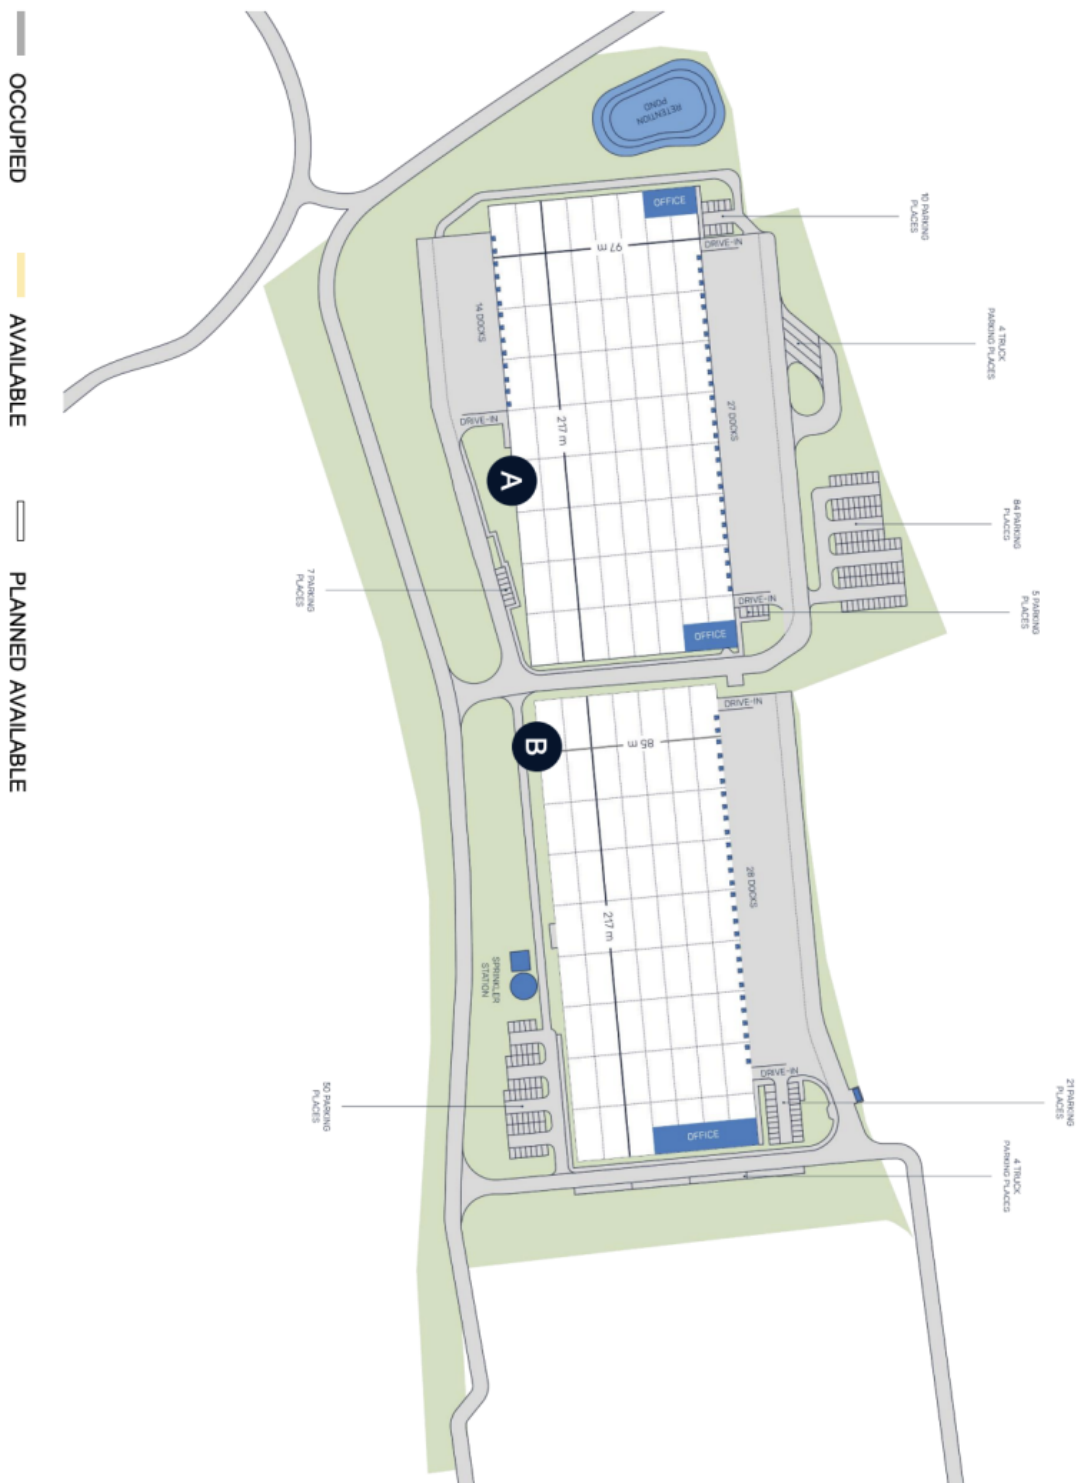 OCCUPIED
AVAILABLE
PLANNED AVAILABLE
RETENTION
POND
10 PARKING
PLACES
OFFICE
DRIVE-IN
97 m
14 DOCKS
4 TRUCK
PARKING PLACES
27 DOCKS
217 m
DRIVE-IN
A
84 PARKING
PLACES
7 PARKING
PLACES
5 PARKING
PLACES
DRIVE-IN
OFFICE
DRIVE-IN
B
85 m
28 DOCKS
217 m
SPRINKLER
STATION
DRIVE-IN
50 PARKING
PLACES
21 PARKING
PLACES
OFFICE
4 TRUCK
PARKING PLACES